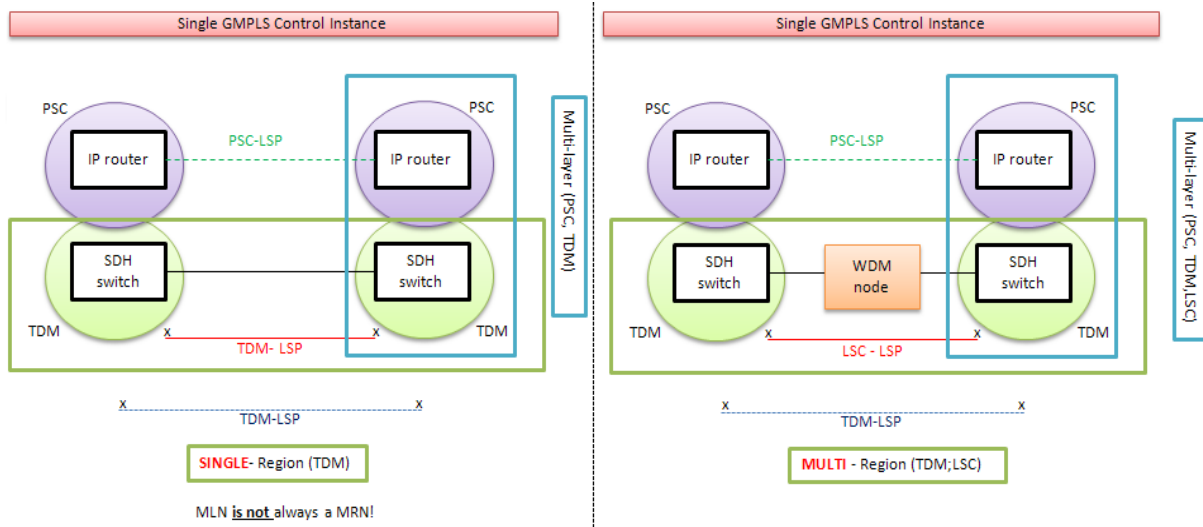 Single GMPLS Control Instance
PSC
PSC
IP router
PSC-LSP
IP router
Multi-layer (PSC, TDM)
SDH
switch
SDH
switch
TDM
x
x
TDM
TDM- LSP
x
x
TDM-LSP
SINGLE- Region (TDM)
MLN is not always a MRN!
Single GMPLS Control Instance
PSC
PSC
IP router
PSC-LSP
IP router
Multi-layer (PSC, TDM,LSC)
SDH
switch
WDM
node
SDH
switch
TDM
x
x
TDM
LSC - LSP
x
x
TDM-LSP
MULTI - Region (TDM;LSC)